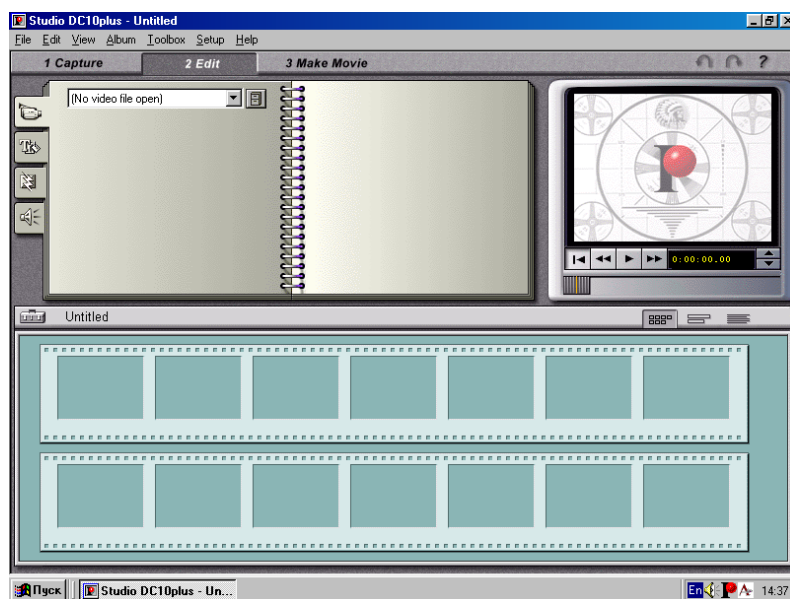 Studio DC10plus - Untitled
File Edit View Album Toolbox Setup Help
1 Capture 2 Edit 3 Make Movie ?
(No video file open)
0:00:00.00
Untitled
Пуск Studio DC10plus - Un... En 14:37